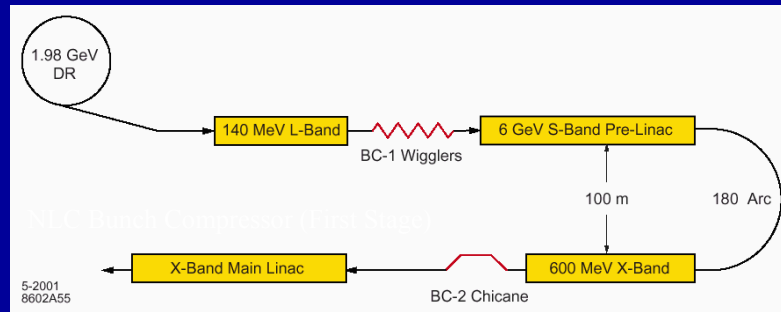 1.98 GeV
DR
140 MeV L-Band
BC-1 Wigglers
6 GeV S-Band Pre-Linac
100 m
180 Arc
NLC Bunch Compressor (First Stage)
X-Band Main Linac
BC-2 Chicane
600 MeV X-Band
5-2001
8602A55